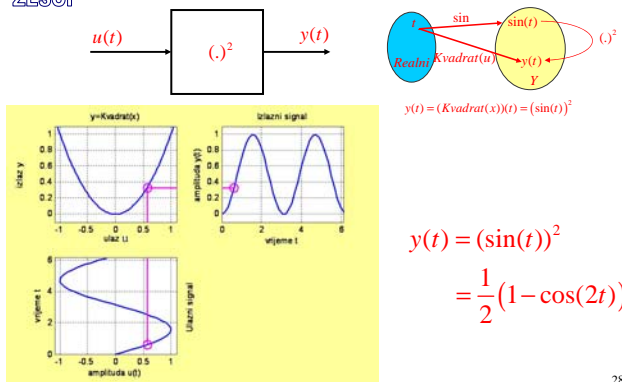 ZESOI
u(t)
(.)²
y(t)
sin
t
sin(t)
(.)²
Realni
Kvadrat(u)
y(t)
Y
y(t) = (Kvadrat(x))(t) = (sin(t))²
y=Kvadrat(x)
izlaz y
1
0.8
0.6
0.4
0.2
0
-1 -0.5 0 0.5 1
ulaz u
Izlazni signal
amplituda y(t)
1
0.8
0.6
0.4
0.2
0
0 2 4 6
vrijeme t
y(t) = (sin(t))²
= 1/2 (1 − cos(2t))
vrijeme t
6
4
2
0
-1 -0.5 0 0.5 1
amplituda u(t)
Ulazni signal
28